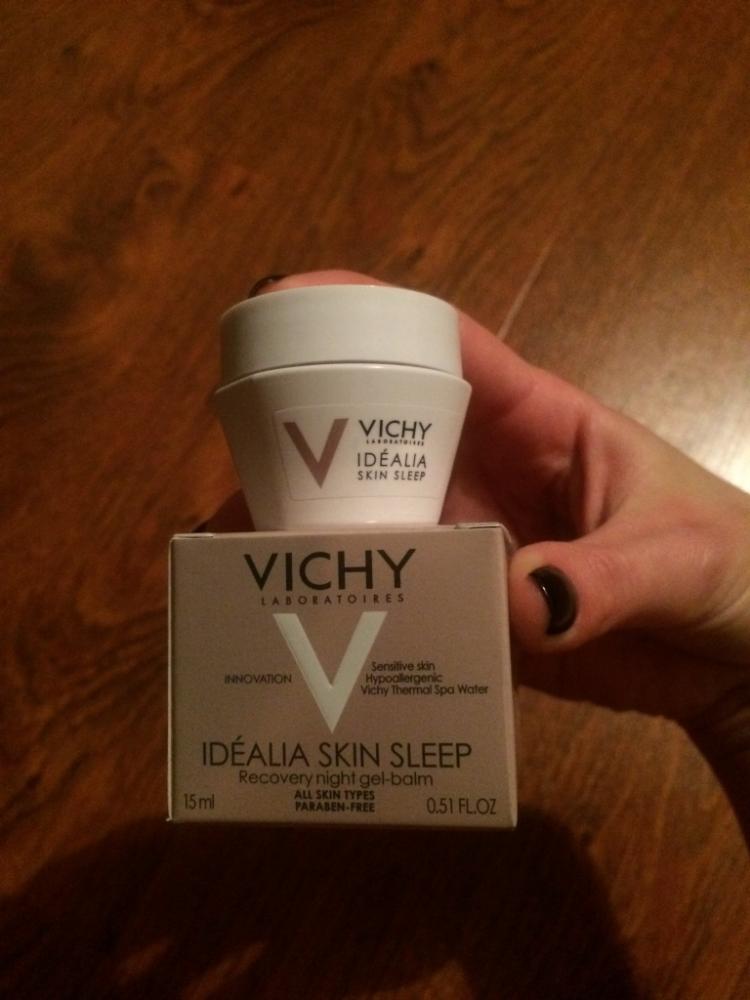 VICHY
LABORATOIRES
IDÉALIA
SKIN SLEEP
VICHY
LABORATOIRES
INNOVATION
Sensitive skin
Hypoallergenic
Vichy Thermal Spa Water
IDÉALIA SKIN SLEEP
Recovery night gel-balm
ALL SKIN TYPES
PARABEN-FREE
15 ml
0.51 FL.OZ